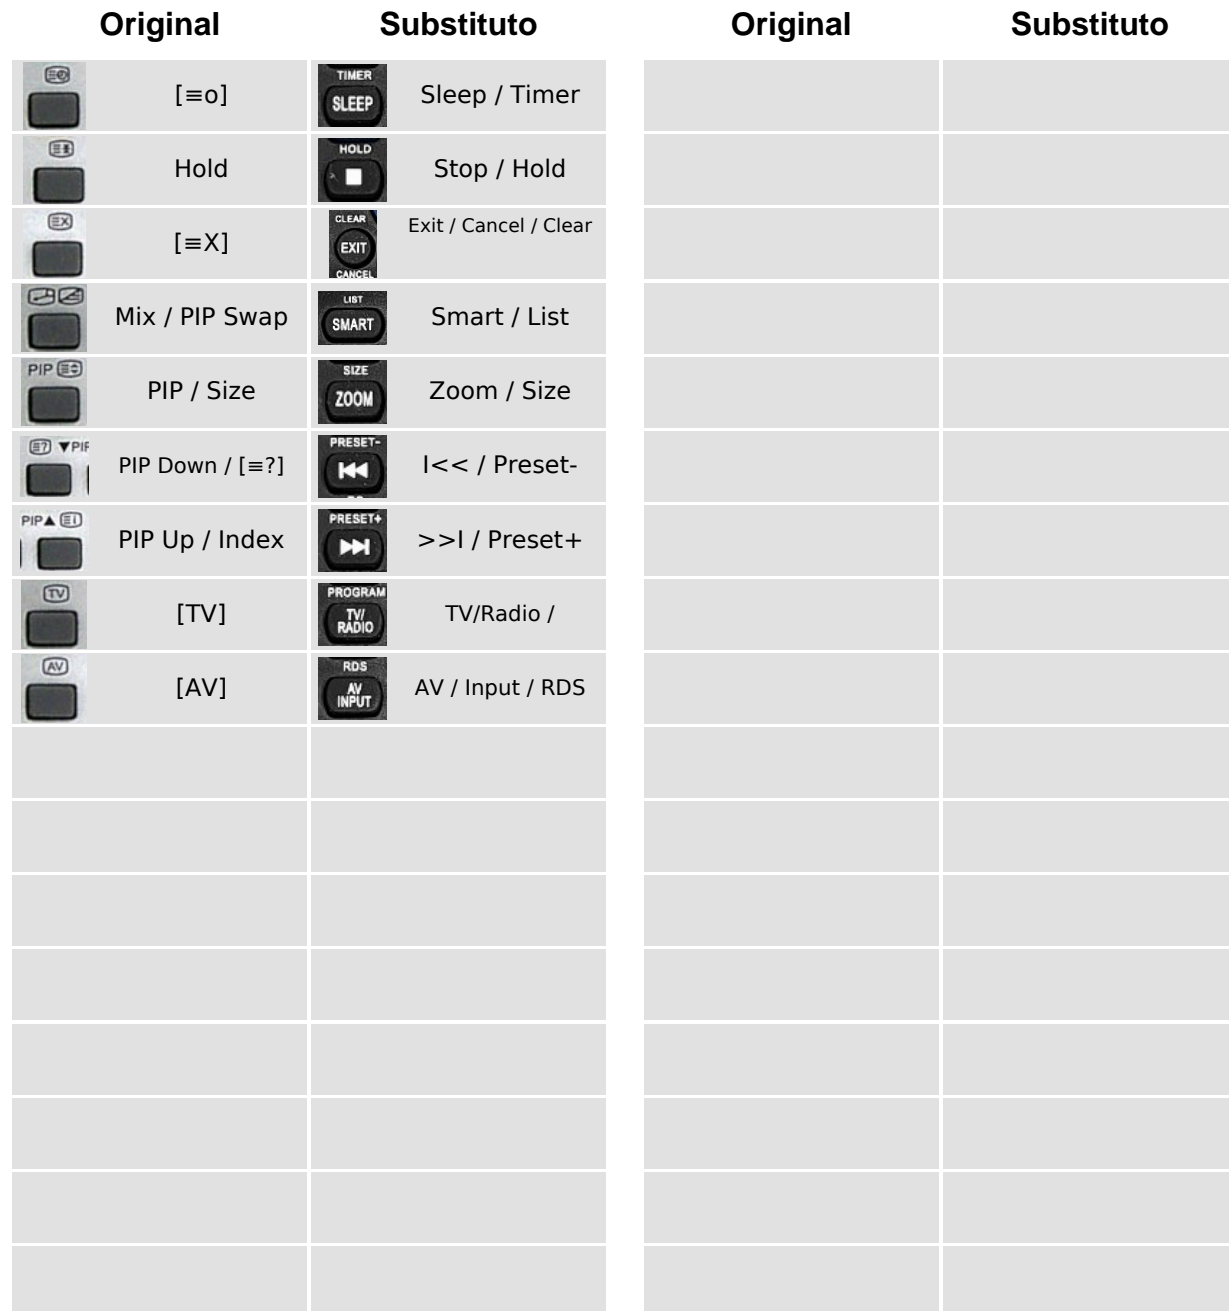 Original Substituto Original Substituto
[≡o] TIMER SLEEP Sleep / Timer
Hold HOLD Stop / Hold
[≡X] CLEAR EXIT CANCEL Exit / Cancel / Clear
Mix / PIP Swap LIST SMART Smart / List
PIP PIP / Size SIZE ZOOM Zoom / Size
▼PIP PIP Down / [≡?] PRESET- I<< / Preset-
PIP▲ PIP Up / Index PRESET+ >>I / Preset+
TV [TV] PROGRAM TV/ RADIO TV/Radio /
AV [AV] RDS AV INPUT AV / Input / RDS